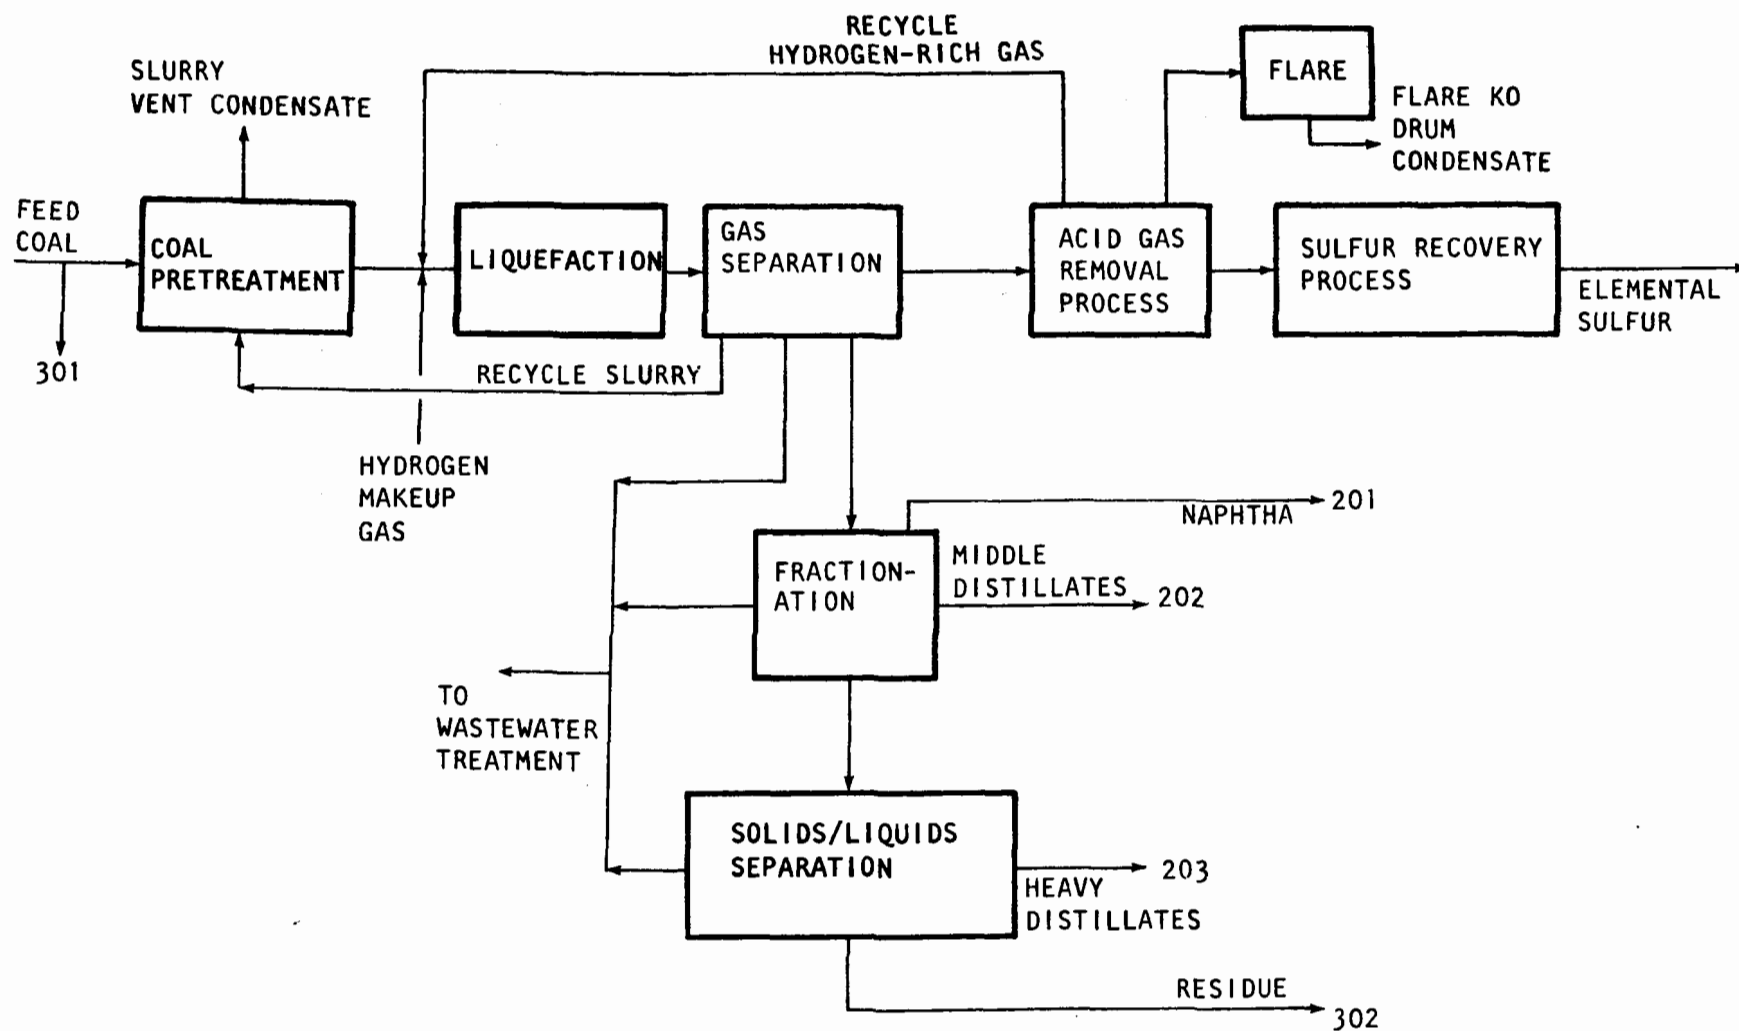 RECYCLE
HYDROGEN-RICH GAS
SLURRY
VENT CONDENSATE
FLARE
FLARE KO
DRUM
CONDENSATE
FEED
COAL
COAL
PRETREATMENT
LIQUEFACTION
GAS
SEPARATION
ACID GAS
REMOVAL
PROCESS
SULFUR RECOVERY
PROCESS
ELEMENTAL
SULFUR
301
RECYCLE SLURRY
HYDROGEN
MAKEUP
GAS
NAPHTHA
201
FRACTION-
ATION
MIDDLE
DISTILLATES
202
TO
WASTEWATER
TREATMENT
SOLIDS/LIQUIDS
SEPARATION
203
HEAVY
DISTILLATES
RESIDUE
302